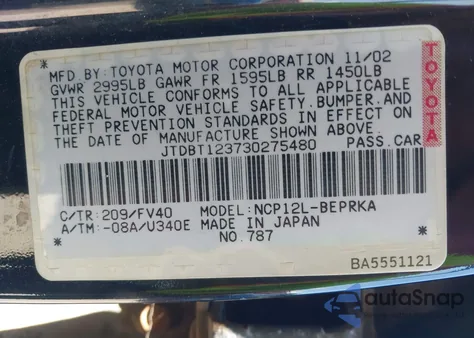 MFD.BY:TOYOTA MOTOR CORPORATION 11/02
GVWR 2995LB GAWR FR 1595LB RR 1450LB
THIS VEHICLE CONFORMS TO ALL APPLICABLE
FEDERAL MOTOR VEHICLE SAFETY.BUMPER.AND
THEFT PREVENTION STANDARDS IN EFFECT ON
THE DATE OF MANUFACTURE SHOWN ABOVE.
JTDBT123730275480 PASS.CAR
TOYOTA
* *
C/TR:209/FV40 MODEL:NCP12L-BEPRKA
A/TM:-08A/U340E MADE IN JAPAN
* NO.787 *
BA5551121
autoSnap